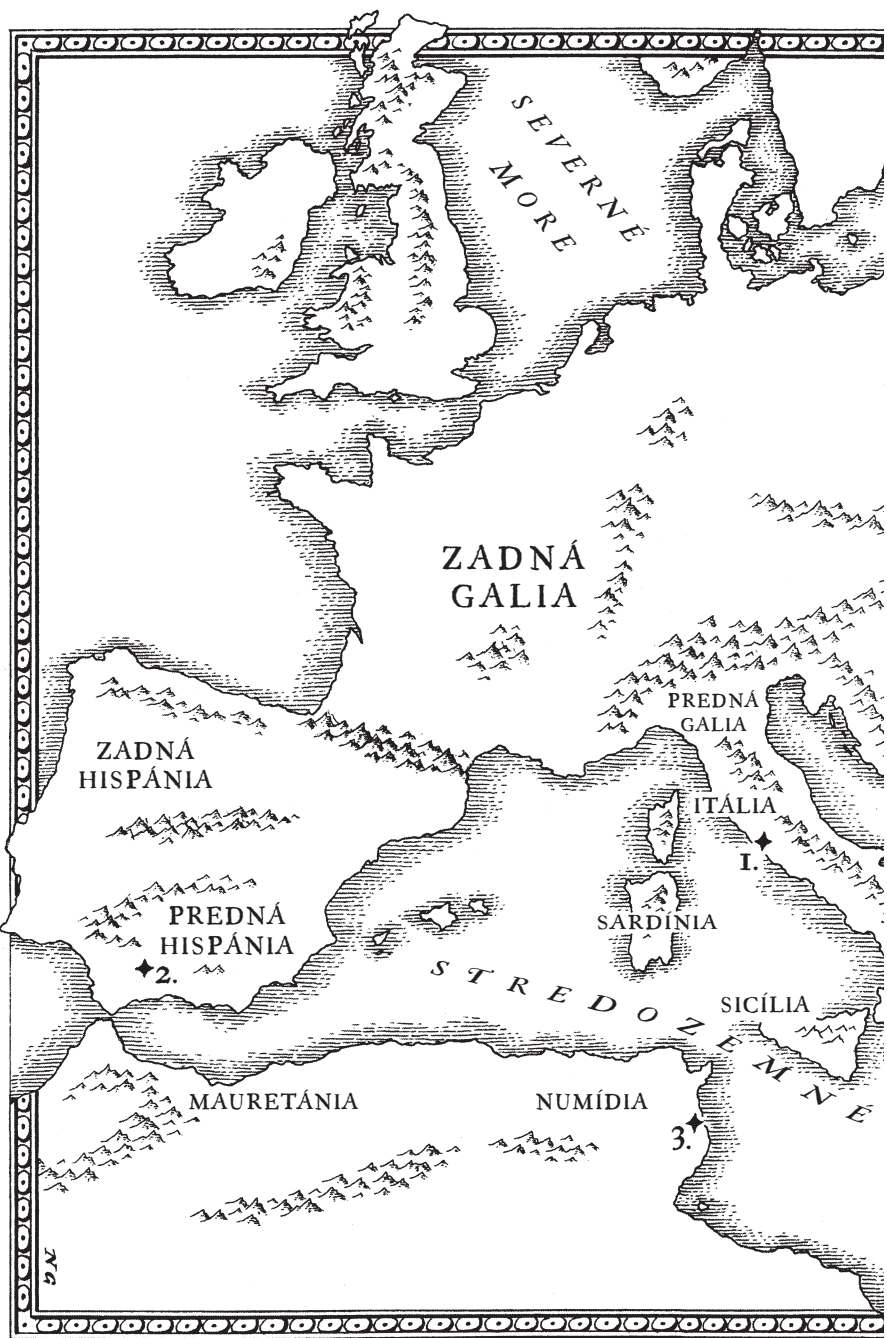 SEVERNÉ
MORE
ZADNÁ
GALIA
PREDNÁ
GALIA
ZADNÁ
HISPÁNIA
ITÁLIA
1.
PREDNÁ
HISPÁNIA
SARDÍNIA
2.
STREDOZEMNÉ
SICÍLIA
MAURETÁNIA
NUMÍDIA
3.
NG